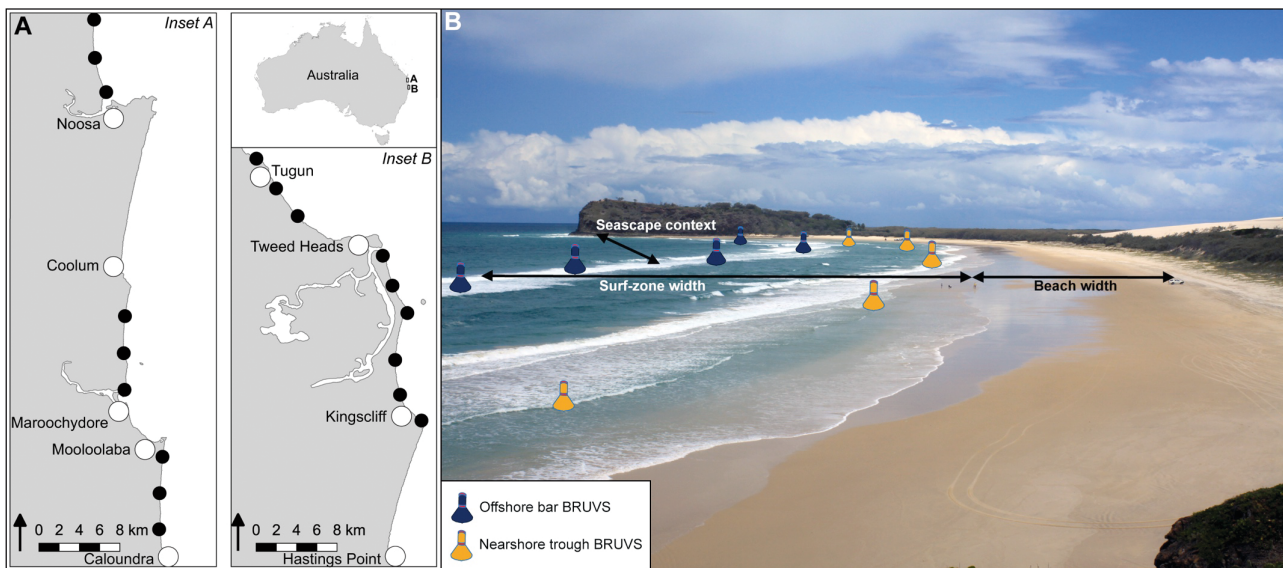 A
Inset A
Noosa
Coolum
Maroochydore
Mooloolaba
0 2 4 6 8 km
Caloundra
Australia
A
B
Inset B
Tugun
Tweed Heads
Kingscliff
0 2 4 6 8 km
Hastings Point
B
Seascape context
Surf-zone width
Beach width
Offshore bar BRUVS
Nearshore trough BRUVS